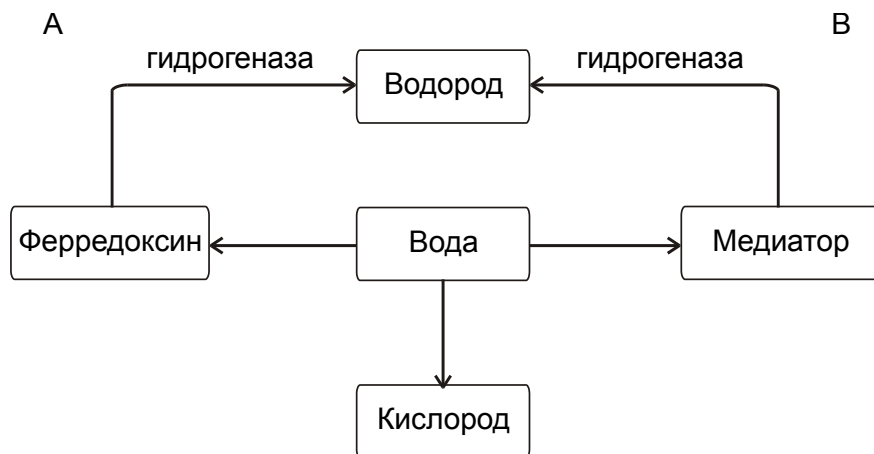 А
В
гидрогеназа
гидрогеназа
Водород
Ферредоксин
Вода
Медиатор
Кислород